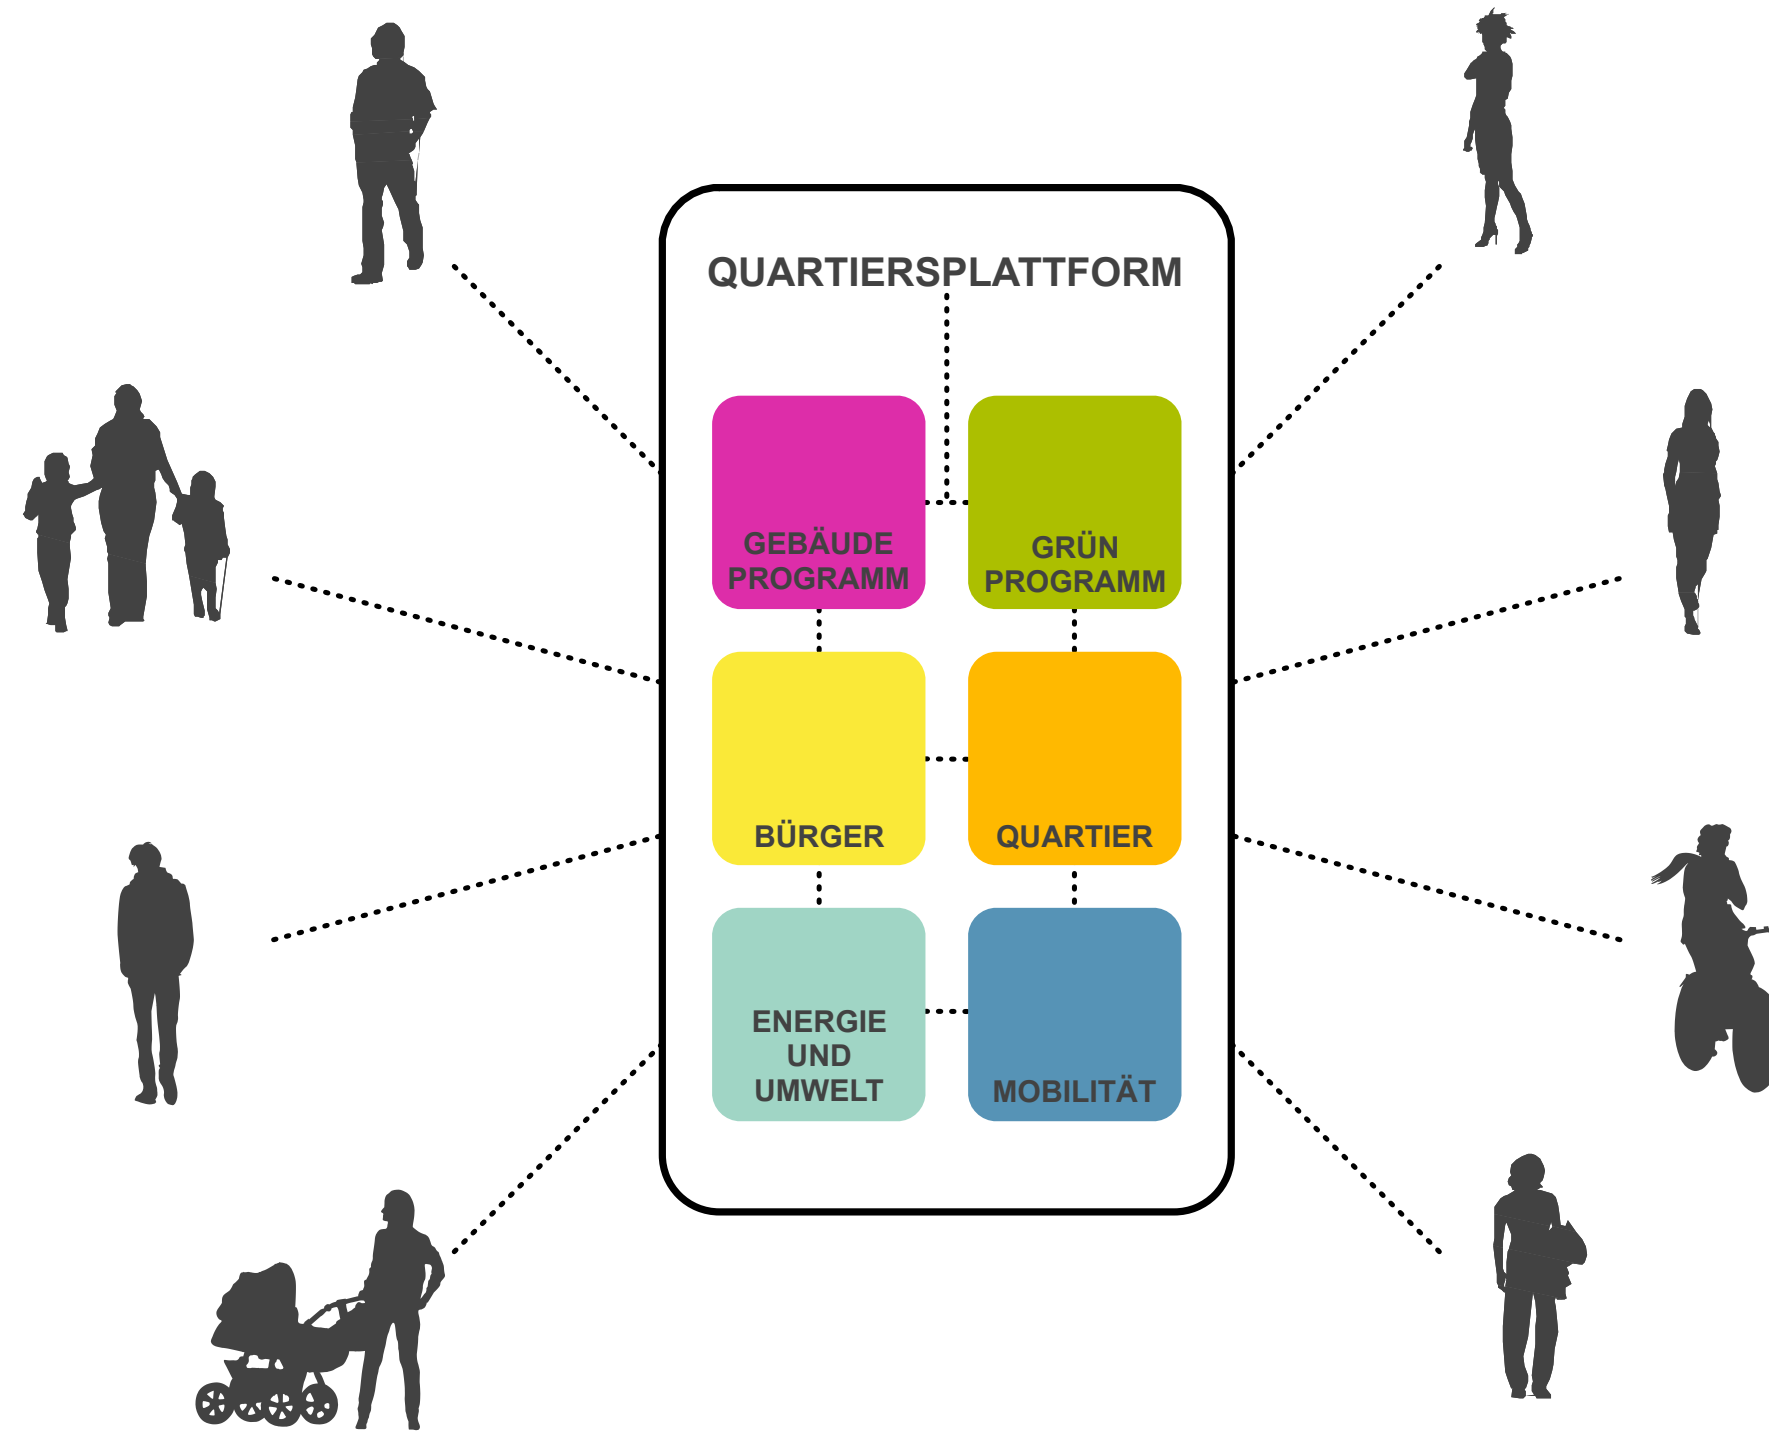 QUARTIERSPLATTFORM
GEBÄUDE
PROGRAMM
GRÜN
PROGRAMM
BÜRGER
QUARTIER
ENERGIE
UND
UMWELT
MOBILITÄT